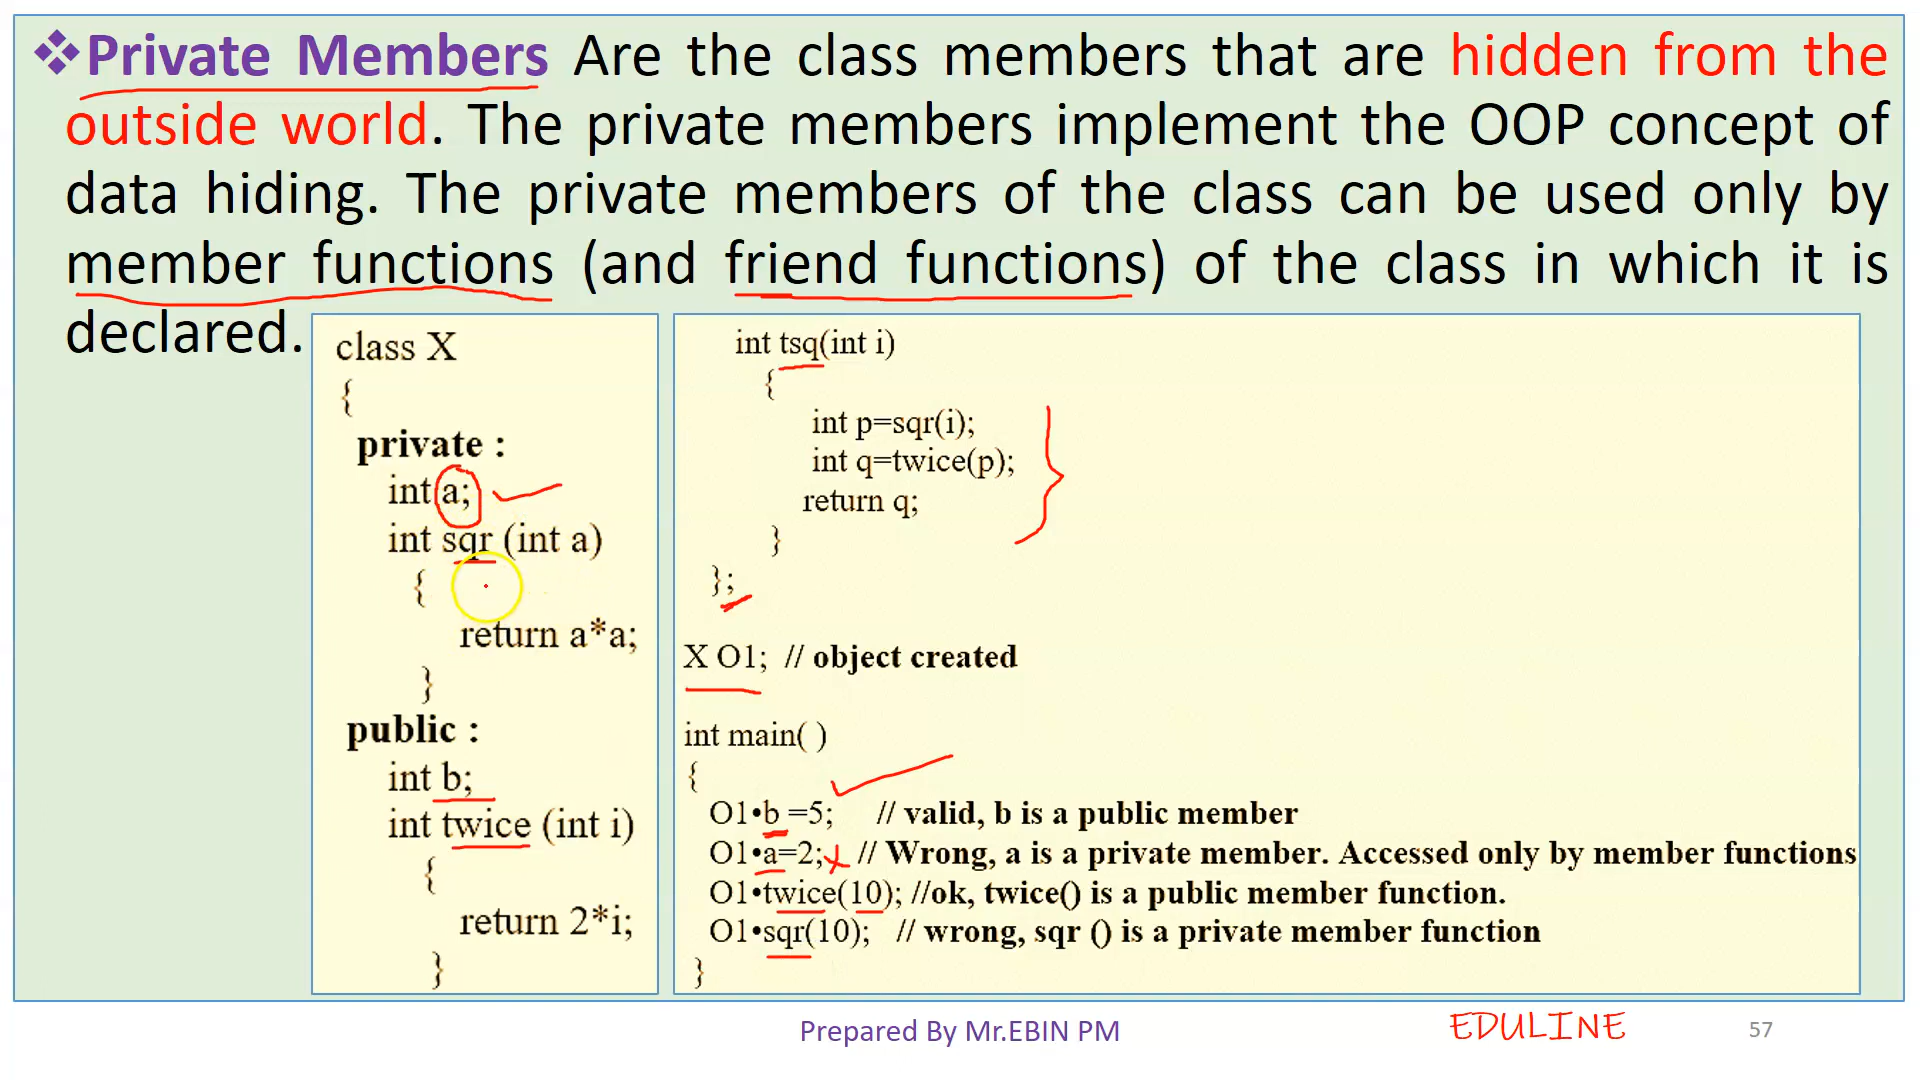 ❖Private Members Are the class members that are hidden from the
outside world. The private members implement the OOP concept of
data hiding. The private members of the class can be used only by
member functions (and friend functions) of the class in which it is
declared.
class X
{
private :
int a;
int sqr (int a)
{
return a*a;
}
public :
int b;
int twice (int i)
{
return 2*i;
}
int tsq(int i)
{
int p=sqr(i);
int q=twice(p);
return q;
}
};
X O1; // object created
int main( )
{
O1•b =5; // valid, b is a public member
O1•a=2; // Wrong, a is a private member. Accessed only by member functions
O1•twice(10); //ok, twice() is a public member function.
O1•sqr(10); // wrong, sqr () is a private member function
}
Prepared By Mr.EBIN PM
EDULINE
57